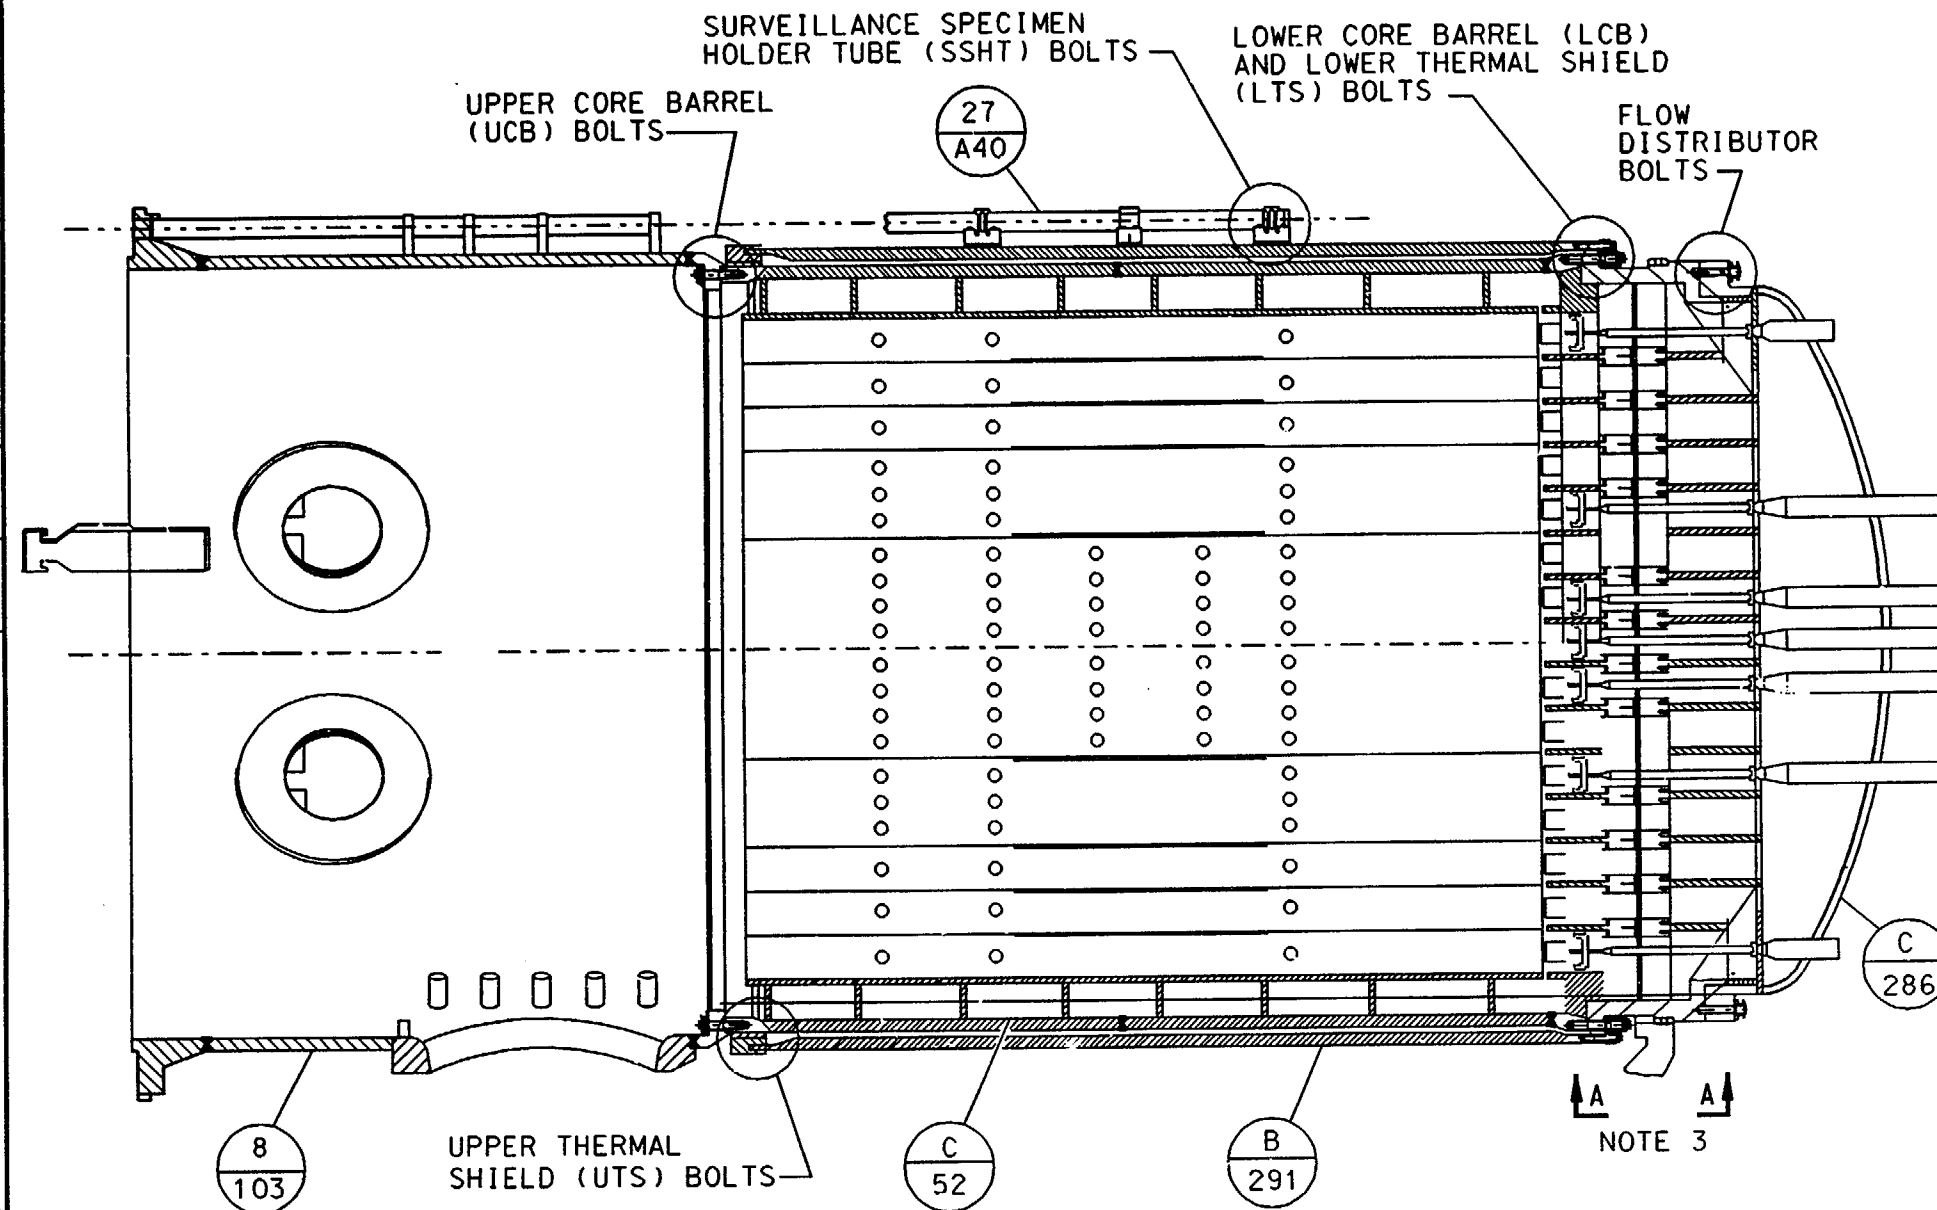 SURVEILLANCE SPECIMEN
HOLDER TUBE (SSHT) BOLTS
LOWER CORE BARREL (LCB)
AND LOWER THERMAL SHIELD
(LTS) BOLTS
UPPER CORE BARREL
(UCB) BOLTS
27
A40
FLOW
DISTRIBUTOR
BOLTS
C
286
A A
NOTE 3
8
103
UPPER THERMAL
SHIELD (UTS) BOLTS
C
52
B
291